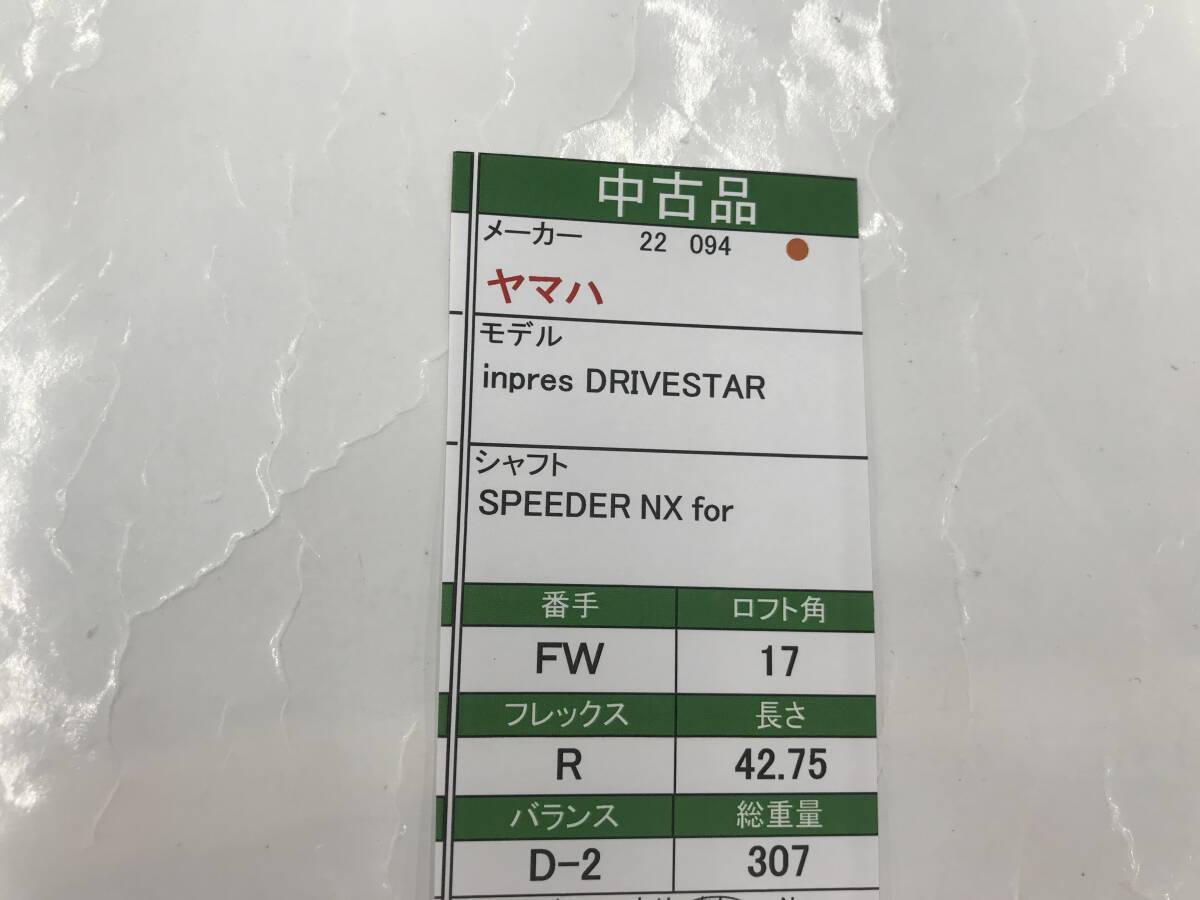 中古品
メーカー 22 094
ヤマハ
モデル
inpres DRIVESTAR
シャフト
SPEEDER NX for
番手 ロフト角
FW 17
フレックス 長さ
R 42.75
バランス 総重量
D-2 307